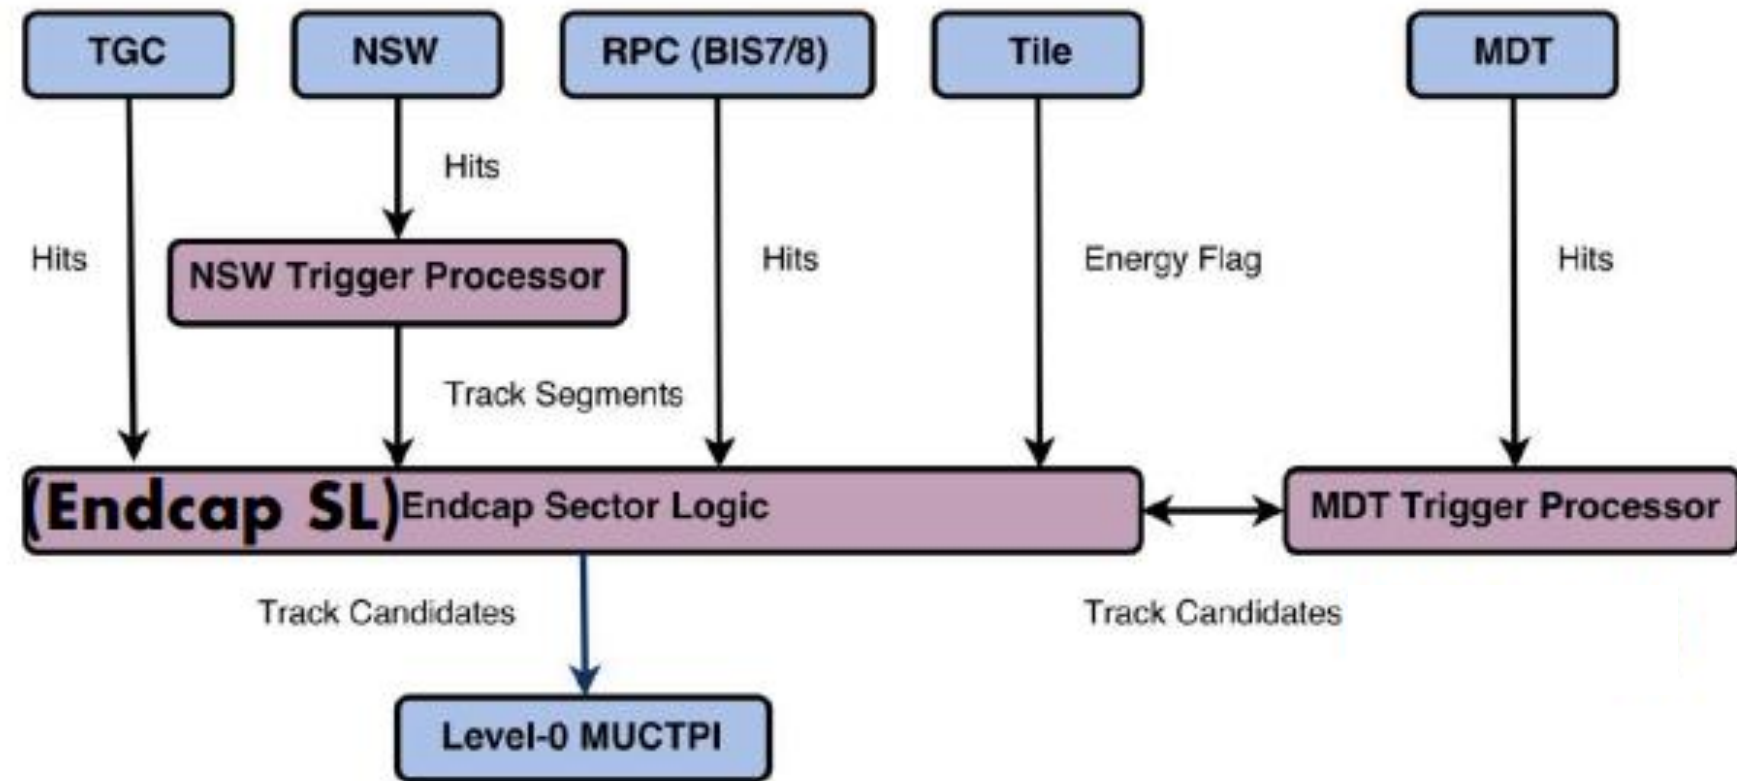 TGC
NSW
RPC (BIS7/8)
Tile
MDT
Hits
Hits
Hits
Energy Flag
Hits
NSW Trigger Processor
Track Segments
(Endcap SL) Endcap Sector Logic
MDT Trigger Processor
Track Candidates
Track Candidates
Level-0 MUCTPI